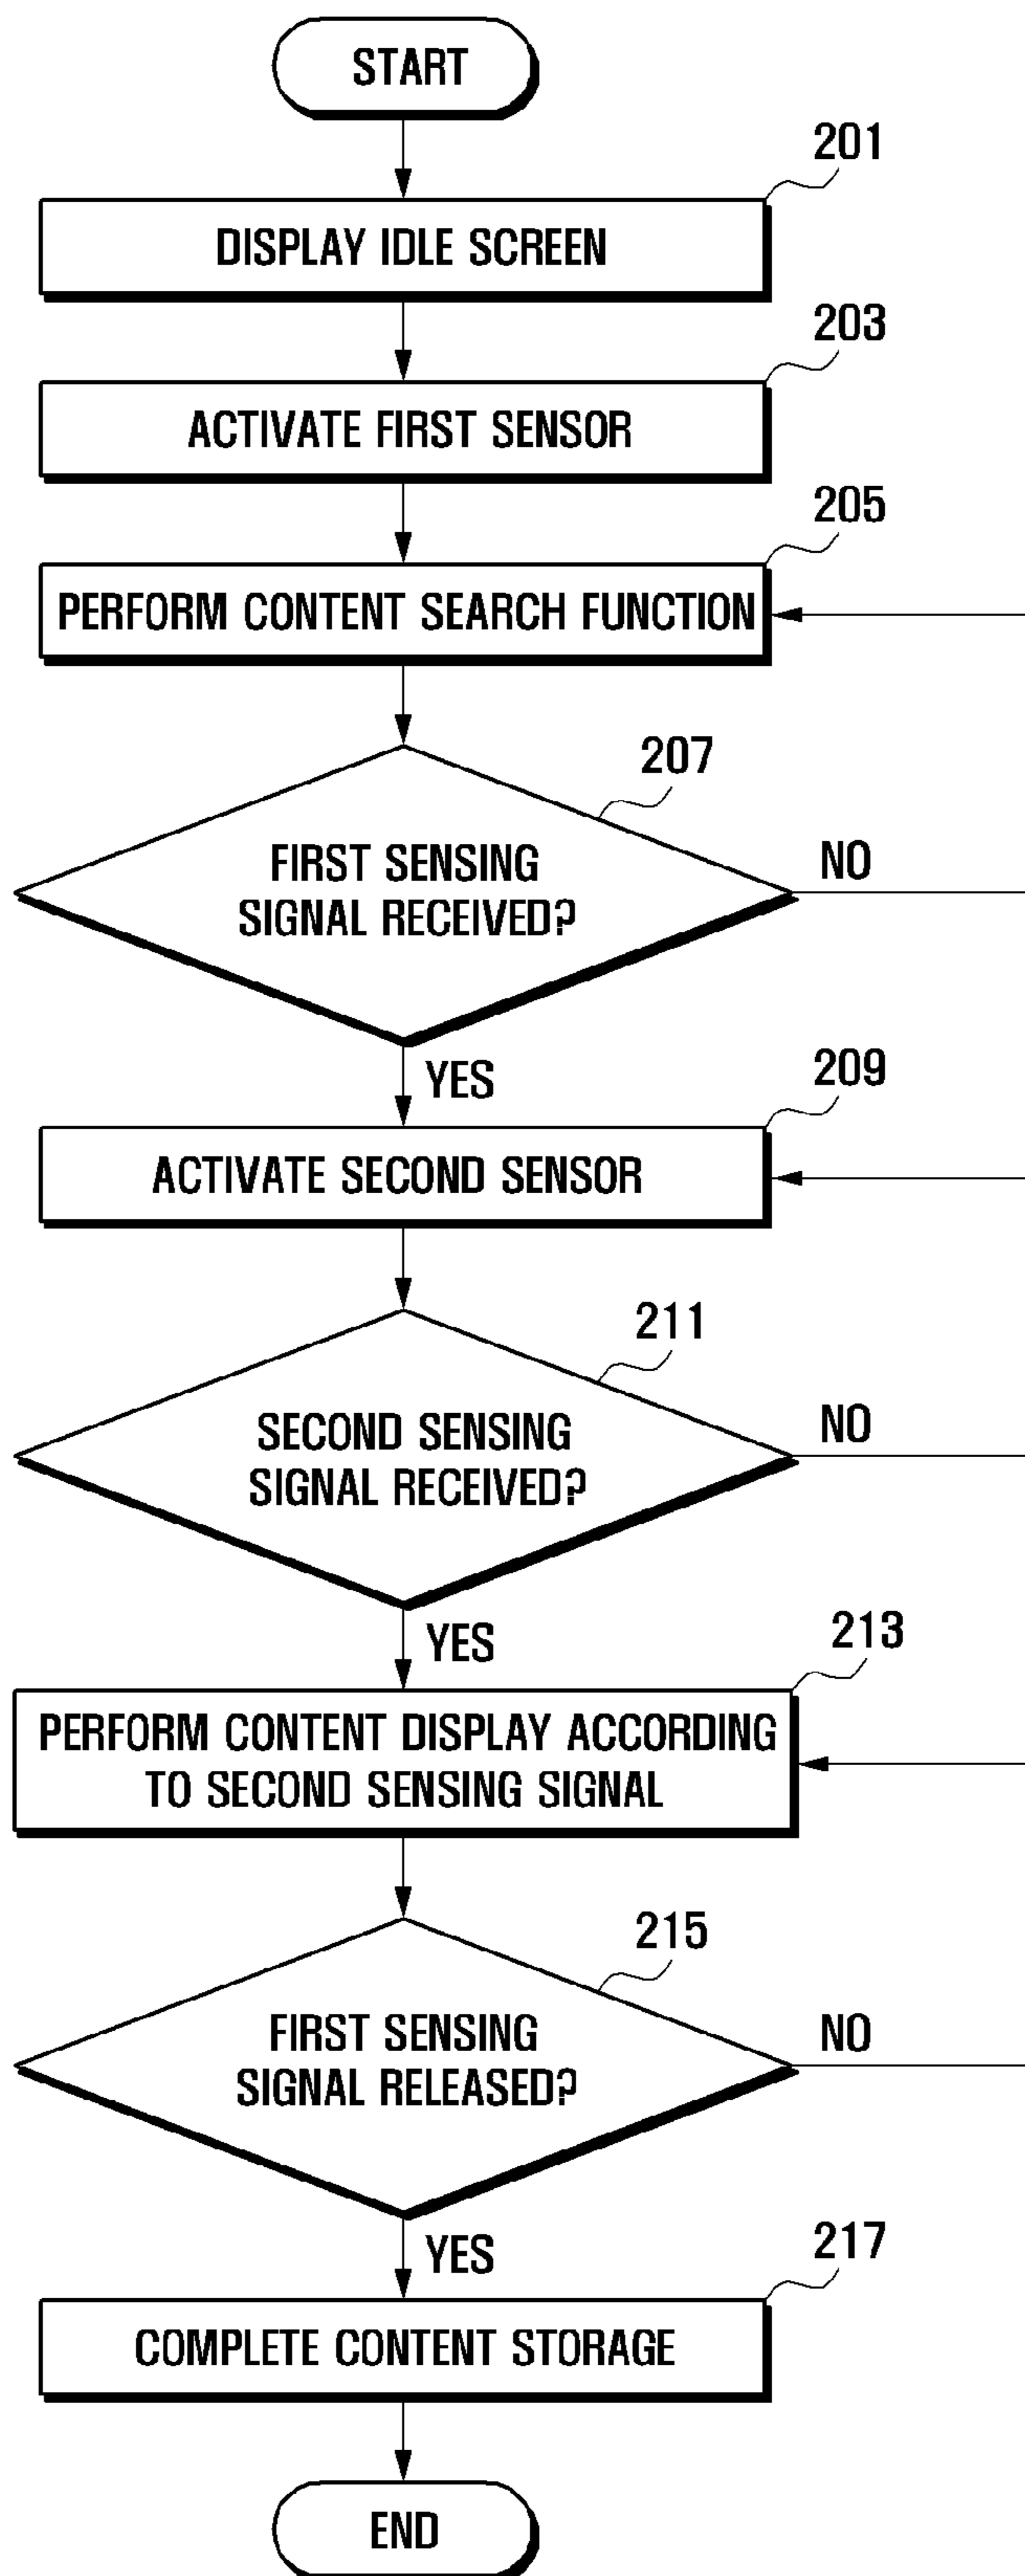 START
201
DISPLAY IDLE SCREEN
203
ACTIVATE FIRST SENSOR
205
PERFORM CONTENT SEARCH FUNCTION
207
FIRST SENSING
SIGNAL RECEIVED?
NO
YES
209
ACTIVATE SECOND SENSOR
211
SECOND SENSING
SIGNAL RECEIVED?
NO
YES
213
PERFORM CONTENT DISPLAY ACCORDING
TO SECOND SENSING SIGNAL
215
FIRST SENSING
SIGNAL RELEASED?
NO
YES
217
COMPLETE CONTENT STORAGE
END